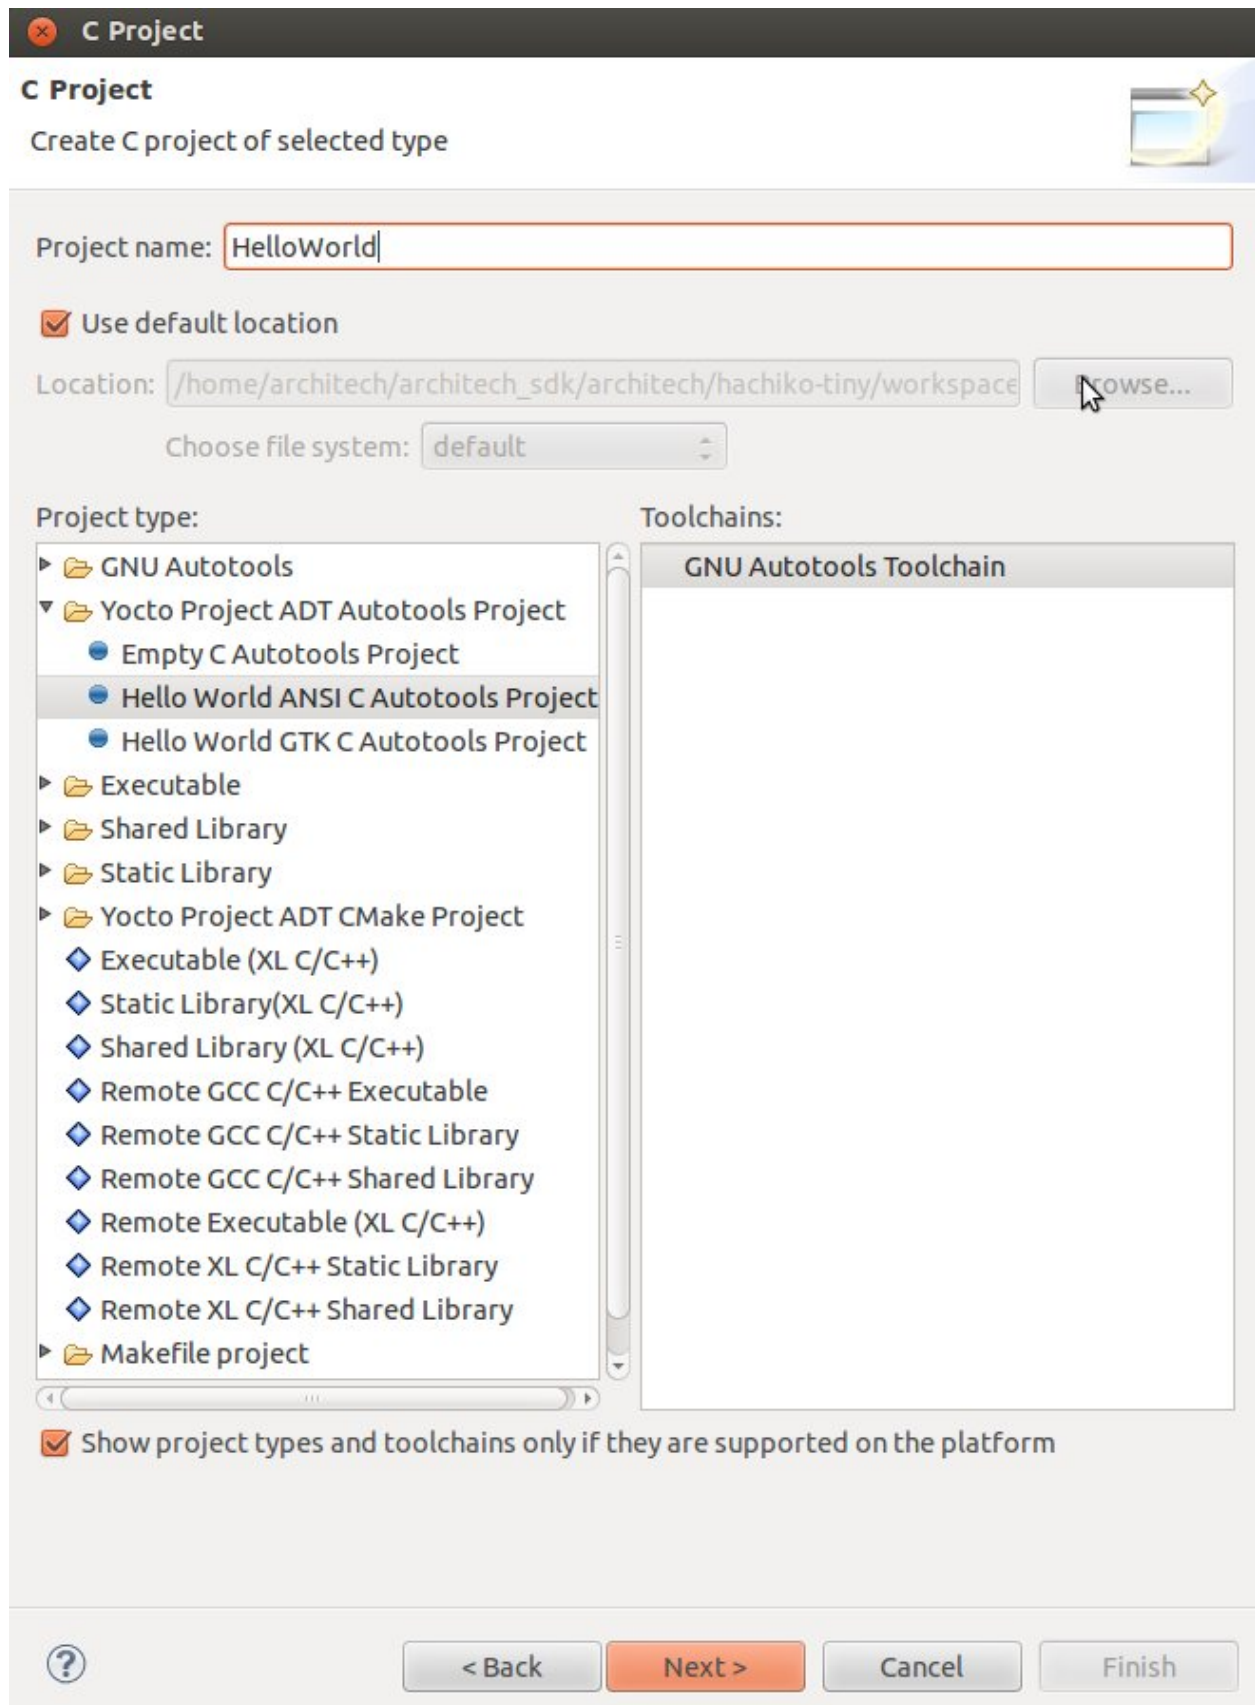 C Project
C Project
Create C project of selected type
Project name: HelloWorld
Use default location
Location: /home/architech/architech_sdk/architech/hachiko-tiny/workspace Browse...
Choose file system: default
Project type: Toolchains:
GNU Autotools GNU Autotools Toolchain
Yocto Project ADT Autotools Project
Empty C Autotools Project
Hello World ANSI C Autotools Project
Hello World GTK C Autotools Project
Executable
Shared Library
Static Library
Yocto Project ADT CMake Project
Executable (XL C/C++)
Static Library(XL C/C++)
Shared Library (XL C/C++)
Remote GCC C/C++ Executable
Remote GCC C/C++ Static Library
Remote GCC C/C++ Shared Library
Remote Executable (XL C/C++)
Remote XL C/C++ Static Library
Remote XL C/C++ Shared Library
Makefile project
Show project types and toolchains only if they are supported on the platform
? < Back Next > Cancel Finish